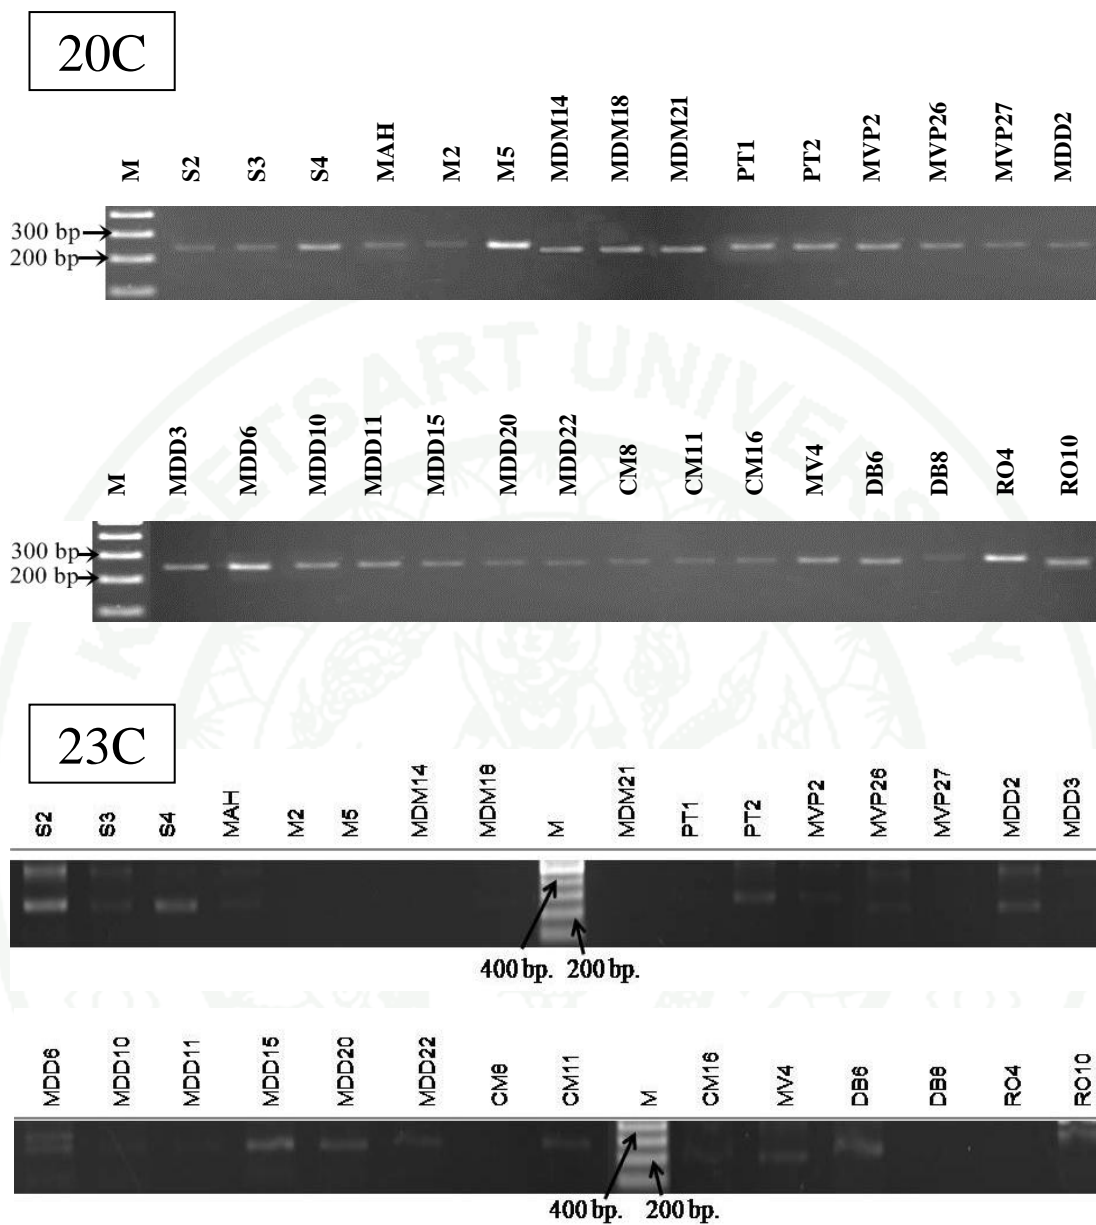 20C
M S2 S3 S4 MAH M2 M5 MDM14 MDM18 MDM21 PT1 PT2 MVP2 MVP26 MVP27 MDD2
300 bp
200 bp
KASETSART UNIVERSITY
M MDD3 MDD6 MDD10 MDD11 MDD15 MDD20 MDD22 CM8 CM11 CM16 MV4 DB6 DB8 RO4 RO10
300 bp
200 bp
23C
S2 S3 S4 MAH M2 M5 MDM14 MDM18 M MDM21 PT1 PT2 MVP2 MVP26 MVP27 MDD2 MDD3
400 bp. 200 bp.
MDD6 MDD10 MDD11 MDD15 MDD20 MDD22 CM8 CM11 M CM16 MV4 DB6 DB8 RO4 RO10
400 bp. 200 bp.